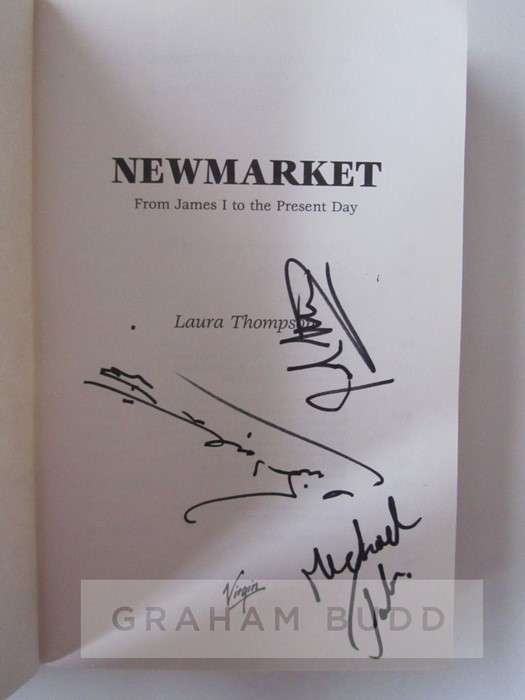 NEWMARKET
From James I to the Present Day
Laura Thompson
Michael
Virgin
GRAHAM BUDD